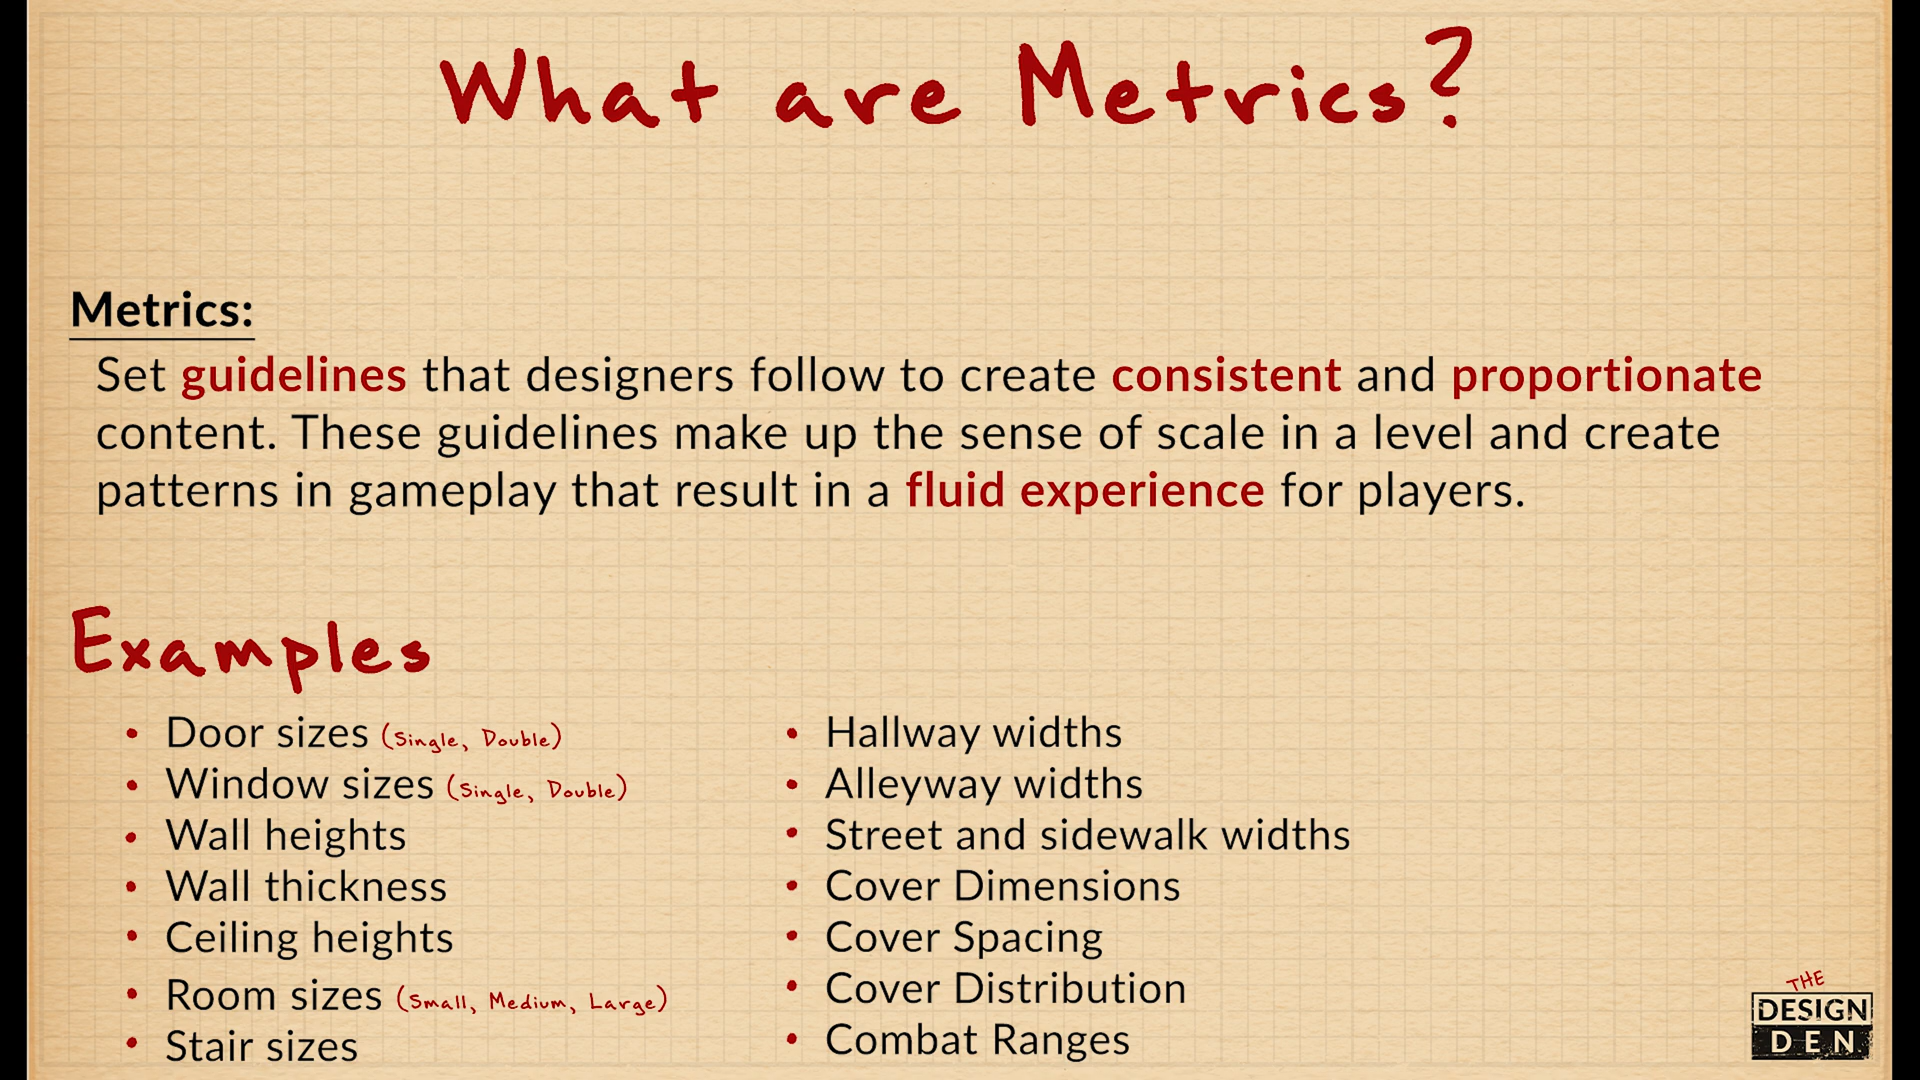 What are Metrics?
Metrics:
Set guidelines that designers follow to create consistent and proportionate
content. These guidelines make up the sense of scale in a level and create
patterns in gameplay that result in a fluid experience for players.
Examples
• Door sizes (Single, Double)
• Window sizes (Single, Double)
• Wall heights
• Wall thickness
• Ceiling heights
• Room sizes (Small, Medium, Large)
• Stair sizes
• Hallway widths
• Alleyway widths
• Street and sidewalk widths
• Cover Dimensions
• Cover Spacing
• Cover Distribution
• Combat Ranges
THE
DESIGN
DEN